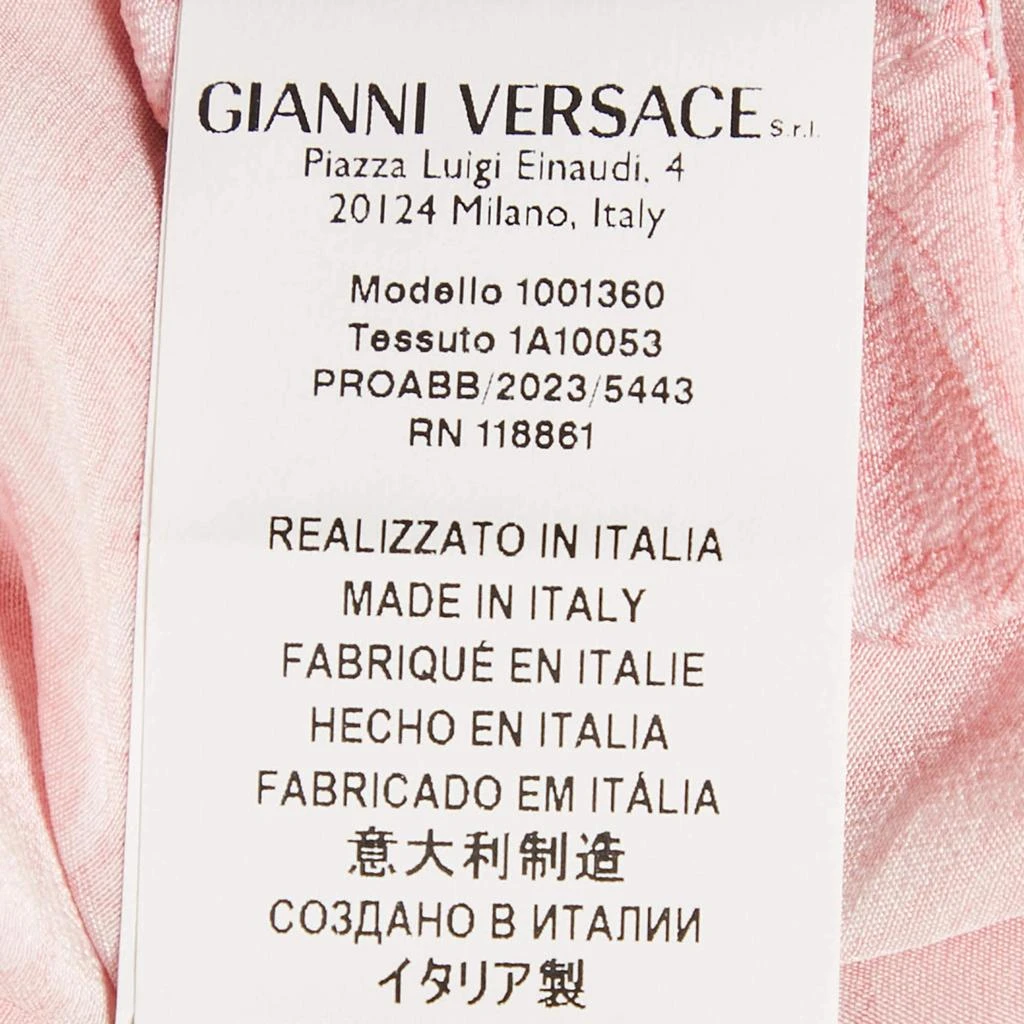 GIANNI VERSACE S.r.l.
Piazza Luigi Einaudi, 4
20124 Milano, Italy
Modello 1001360
Tessuto 1A10053
PROABB/2023/5443
RN 118861
REALIZZATO IN ITALIA
MADE IN ITALY
FABRIQUÉ EN ITALIE
HECHO EN ITALIA
FABRICADO EM ITÁLIA
意大利制造
СОЗДАНО В ИТАЛИИ
イタリア製